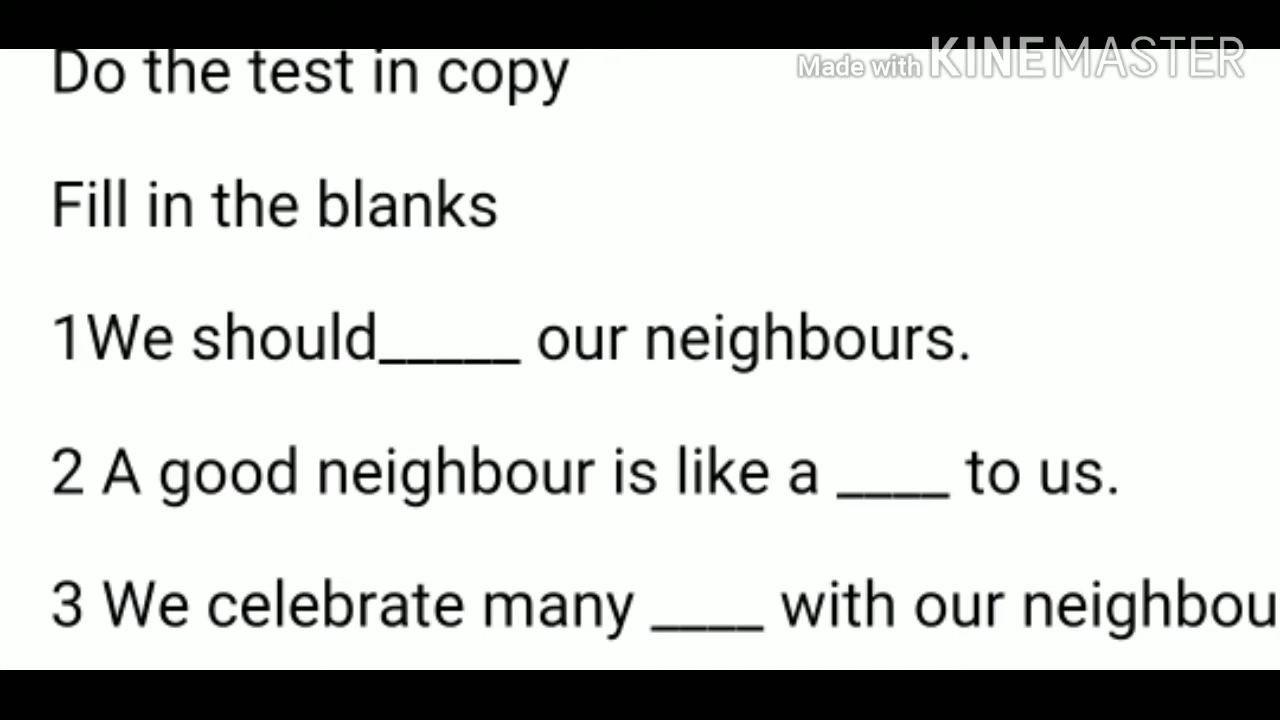 Made with KINEMASTER
Do the test in copy
Fill in the blanks
1We should_____ our neighbours.
2 A good neighbour is like a ____ to us.
3 We celebrate many ____ with our neighbou